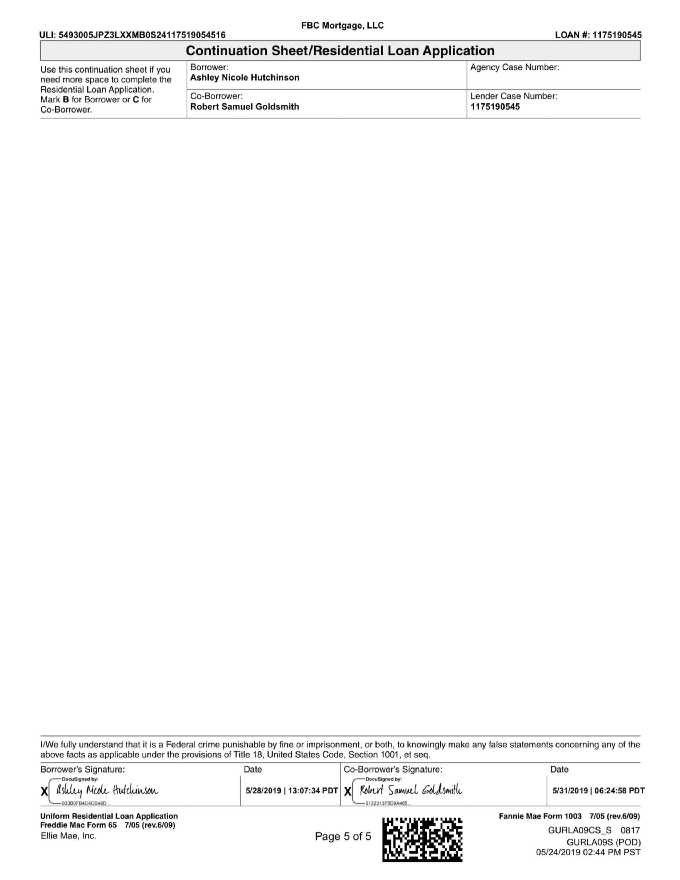 FBC Mortgage, LLC
ULI: 5493005JPZ3LXXMB0S24117519054516 LOAN #: 1175190545
Continuation Sheet/Residential Loan Application
Use this continuation sheet if you
need more space to complete the
Residential Loan Application.
Mark B for Borrower or C for
Co-Borrower.
Borrower:
Ashley Nicole Hutchinson
Agency Case Number:
Co-Borrower:
Robert Samuel Goldsmith
Lender Case Number:
1175190545
I/We fully understand that it is a Federal crime punishable by fine or imprisonment, or both, to knowingly make any false statements concerning any of the
above facts as applicable under the provisions of Title 18, United States Code, Section 1001, et seq.
Borrower's Signature: Date Co-Borrower's Signature: Date
DocuSigned by: DocuSigned by:
X Ashley Nicole Hutchinson 5/28/2019 | 13:07:34 PDT X Robert Samuel Goldsmith 5/31/2019 | 06:24:58 PDT
Uniform Residential Loan Application
Freddie Mac Form 65 7/05 (rev.6/09)
Ellie Mae, Inc.
Page 5 of 5
Fannie Mae Form 1003 7/05 (rev.6/09)
GURLA09CS_S 0817
GURLA09S (POD)
05/24/2019 02:44 PM PST